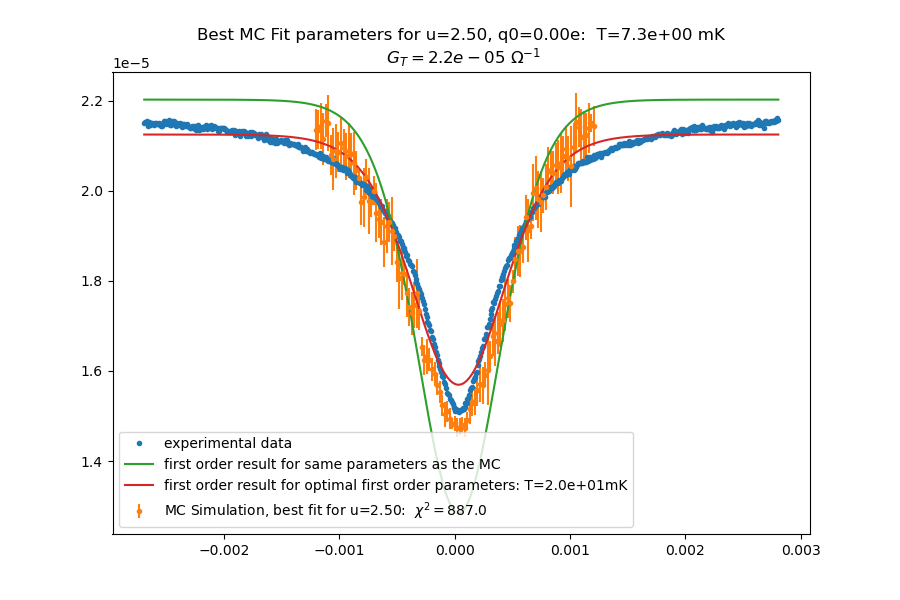 Best MC Fit parameters for u=2.50, q0=0.00e:  T=7.3e+00 mK
$G_T = 2.2e-05\ \Omega^{-1}$
1e−5
2.2
2.0
1.8
1.6
1.4
experimental data
first order result for same parameters as the MC
first order result for optimal first order parameters: T=2.0e+01mK
MC Simulation, best fit for u=2.50:  $\chi^2 = 887.0$
−0.002 −0.001 0.000 0.001 0.002 0.003